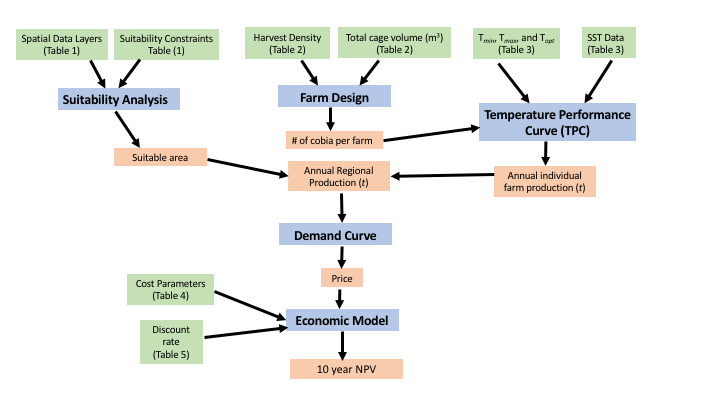 Spatial Data Layers
(Table 1)
Suitability Constraints
Table (1)
Harvest Density
(Table 2)
Total cage volume (m³)
(Table 2)
Tmin, Tmax, and Topt
(Table 3)
SST Data
(Table 3)
Suitability Analysis
Farm Design
Temperature Performance
Curve (TPC)
# of cobia per farm
Suitable area
Annual Regional
Production (t)
Annual individual
farm production (t)
Demand Curve
Price
Cost Parameters
(Table 4)
Economic Model
Discount
rate
(Table 5)
10 year NPV